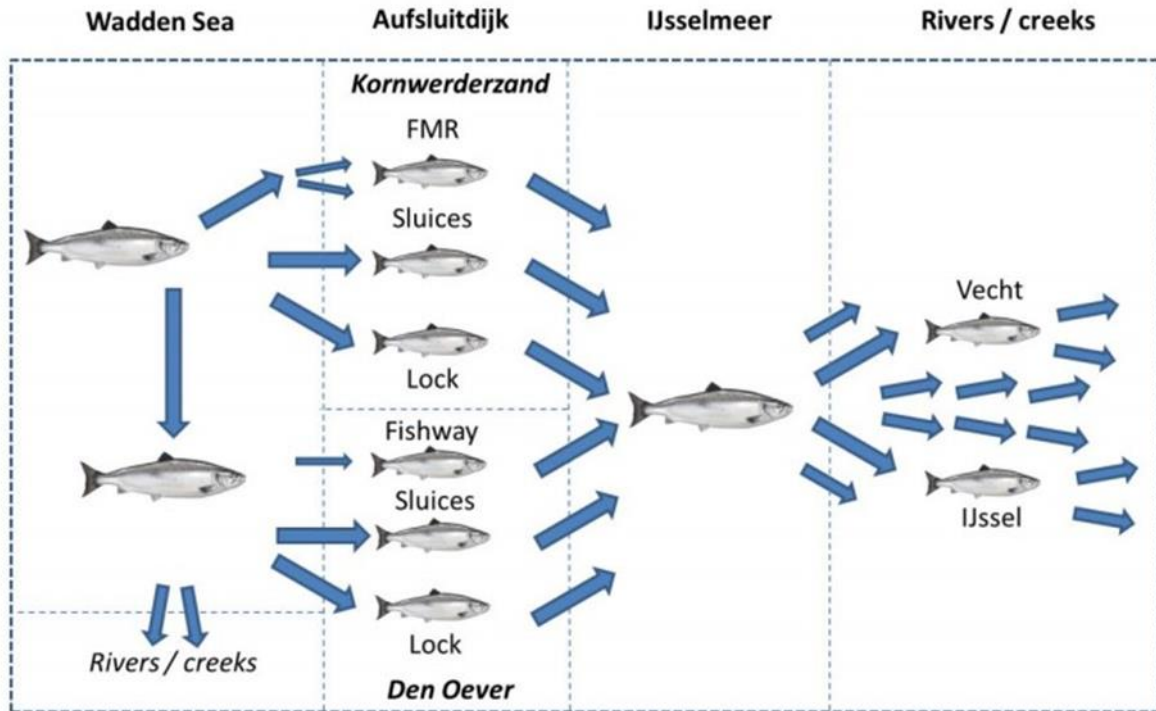 Wadden Sea
Aufsluitdijk
IJsselmeer
Rivers / creeks
Kornwerderzand
FMR
Sluices
Lock
Fishway
Sluices
Lock
Den Oever
Vecht
IJssel
Rivers / creeks